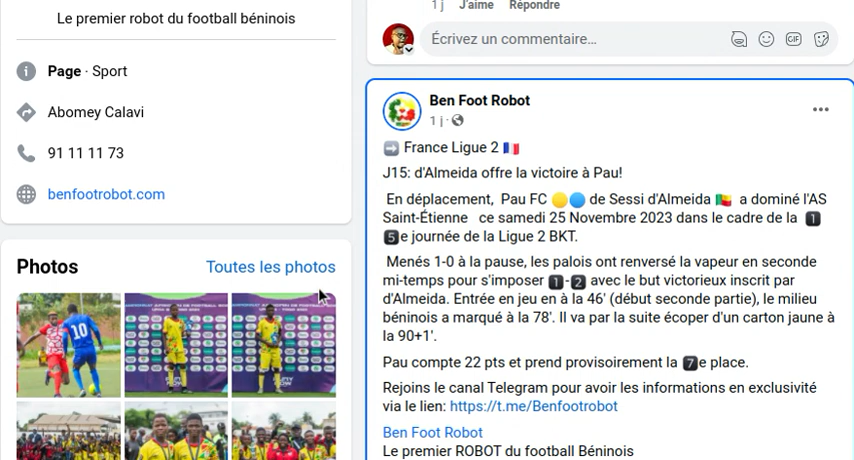 Le premier robot du football béninois
Page · Sport
Abomey Calavi
91 11 11 73
benfootrobot.com
Photos
Toutes les photos
10
1 j J'aime Répondre
Écrivez un commentaire...
GIF
Ben Foot Robot
1 j ·
➡️ France Ligue 2 🇫🇷
J15: d'Almeida offre la victoire à Pau!
En déplacement, Pau FC 🟡🔵 de Sessi d'Almeida 🇧🇯 a dominé l'AS
Saint-Étienne ce samedi 25 Novembre 2023 dans le cadre de la 1️⃣
5️⃣e journée de la Ligue 2 BKT.
Menés 1-0 à la pause, les palois ont renversé la vapeur en seconde
mi-temps pour s'imposer 1️⃣-2️⃣ avec le but victorieux inscrit par
d'Almeida. Entrée en jeu en à la 46' (début seconde partie), le milieu
béninois a marqué à la 78'. Il va par la suite écoper d'un carton jaune à
la 90+1'.
Pau compte 22 pts et prend provisoirement la 7️⃣e place.
Rejoins le canal Telegram pour avoir les informations en exclusivité
via le lien: https://t.me/Benfootrobot
Ben Foot Robot
Le premier ROBOT du football Béninois